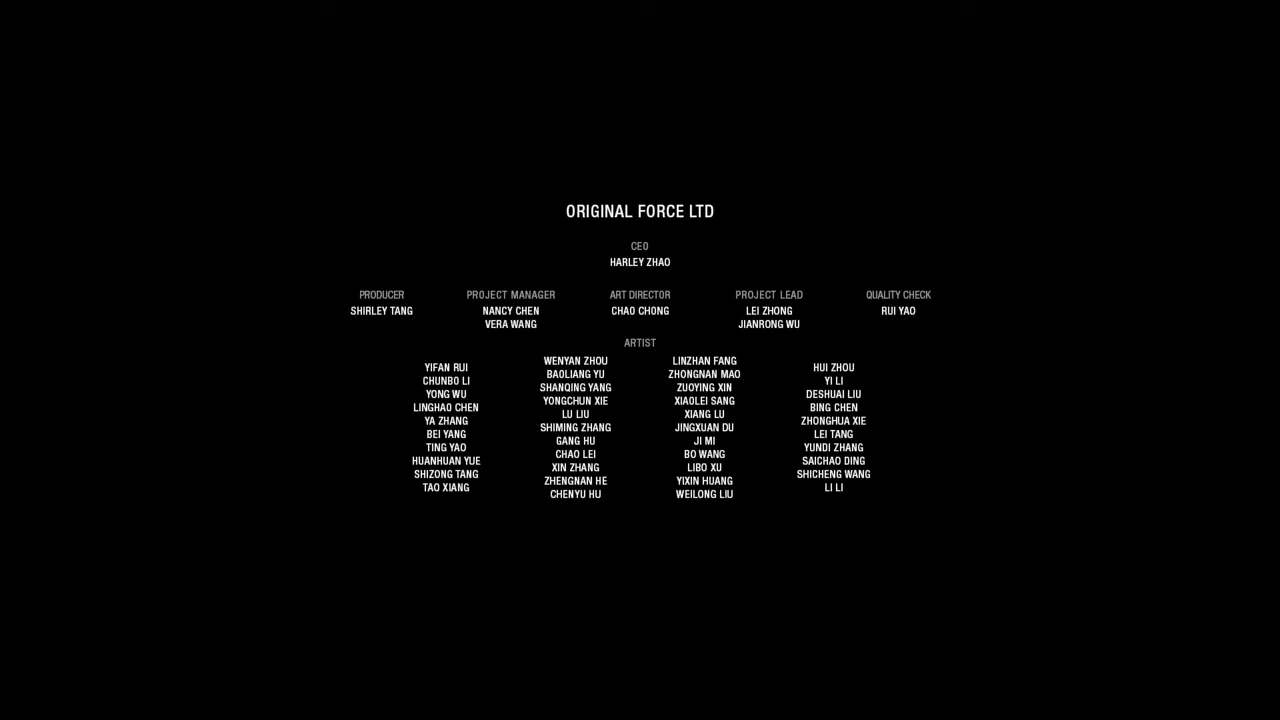 ORIGINAL FORCE LTD
CEO
HARLEY ZHAO
PRODUCER
SHIRLEY TANG
PROJECT MANAGER
NANCY CHEN
VERA WANG
ART DIRECTOR
CHAO CHONG
PROJECT LEAD
LEI ZHONG
JIANRONG WU
QUALITY CHECK
RUI YAO
ARTIST
YIFAN RUI
CHUNBO LI
YONG WU
LINGHAO CHEN
YA ZHANG
BEI YANG
TING YAO
HUANHUAN YUE
SHIZONG TANG
TAO XIANG
WENYAN ZHOU
BAOLIANG YU
SHANQING YANG
YONGCHUN XIE
LU LIU
SHIMING ZHANG
GANG HU
CHAO LEI
XIN ZHANG
ZHENGNAN HE
CHENYU HU
LINZHAN FANG
ZHONGNAN MAO
ZUOYING XIN
XIAOLEI SANG
XIANG LU
JINGXUAN DU
JI MI
BO WANG
LIBO XU
YIXIN HUANG
WEILONG LIU
HUI ZHOU
YI LI
DESHUAI LIU
BING CHEN
ZHONGHUA XIE
LEI TANG
YUNDI ZHANG
SAICHAO DING
SHICHENG WANG
LI LI